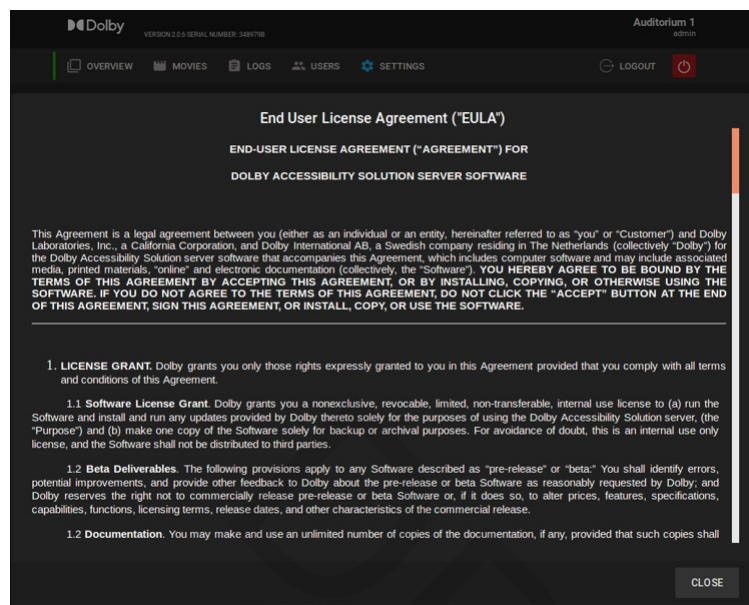 Dolby
VERSION 2.0.6 SERIAL NUMBER: 3489798
Auditorium 1
admin
OVERVIEW
MOVIES
LOGS
USERS
SETTINGS
LOGOUT
End User License Agreement ("EULA")
END-USER LICENSE AGREEMENT (“AGREEMENT”) FOR
DOLBY ACCESSIBILITY SOLUTION SERVER SOFTWARE
This Agreement is a legal agreement between you (either as an individual or an entity, hereinafter referred to as “you” or “Customer”) and Dolby
Laboratories, Inc., a California Corporation, and Dolby International AB, a Swedish company residing in The Netherlands (collectively “Dolby”) for
the Dolby Accessibility Solution server software that accompanies this Agreement, which includes computer software and may include associated
media, printed materials, “online” and electronic documentation (collectively, the “Software”). YOU HEREBY AGREE TO BE BOUND BY THE
TERMS OF THIS AGREEMENT BY ACCEPTING THIS AGREEMENT, OR BY INSTALLING, COPYING, OR OTHERWISE USING THE
SOFTWARE. IF YOU DO NOT AGREE TO THE TERMS OF THIS AGREEMENT, DO NOT CLICK THE “ACCEPT” BUTTON AT THE END
OF THIS AGREEMENT, SIGN THIS AGREEMENT, OR INSTALL, COPY, OR USE THE SOFTWARE.
1. LICENSE GRANT. Dolby grants you only those rights expressly granted to you in this Agreement provided that you comply with all terms
and conditions of this Agreement.
1.1 Software License Grant. Dolby grants you a nonexclusive, revocable, limited, non-transferable, internal use license to (a) run the
Software and install and run any updates provided by Dolby thereto solely for the purposes of using the Dolby Accessibility Solution server, (the
“Purpose”) and (b) make one copy of the Software solely for backup or archival purposes. For avoidance of doubt, this is an internal use only
license, and the Software shall not be distributed to third parties.
1.2 Beta Deliverables. The following provisions apply to any Software described as “pre-release” or “beta:” You shall identify errors,
potential improvements, and provide other feedback to Dolby about the pre-release or beta Software as reasonably requested by Dolby; and
Dolby reserves the right not to commercially release pre-release or beta Software or, if it does so, to alter prices, features, specifications,
capabilities, functions, licensing terms, release dates, and other characteristics of the commercial release.
1.2 Documentation. You may make and use an unlimited number of copies of the documentation, if any, provided that such copies shall
CLOSE